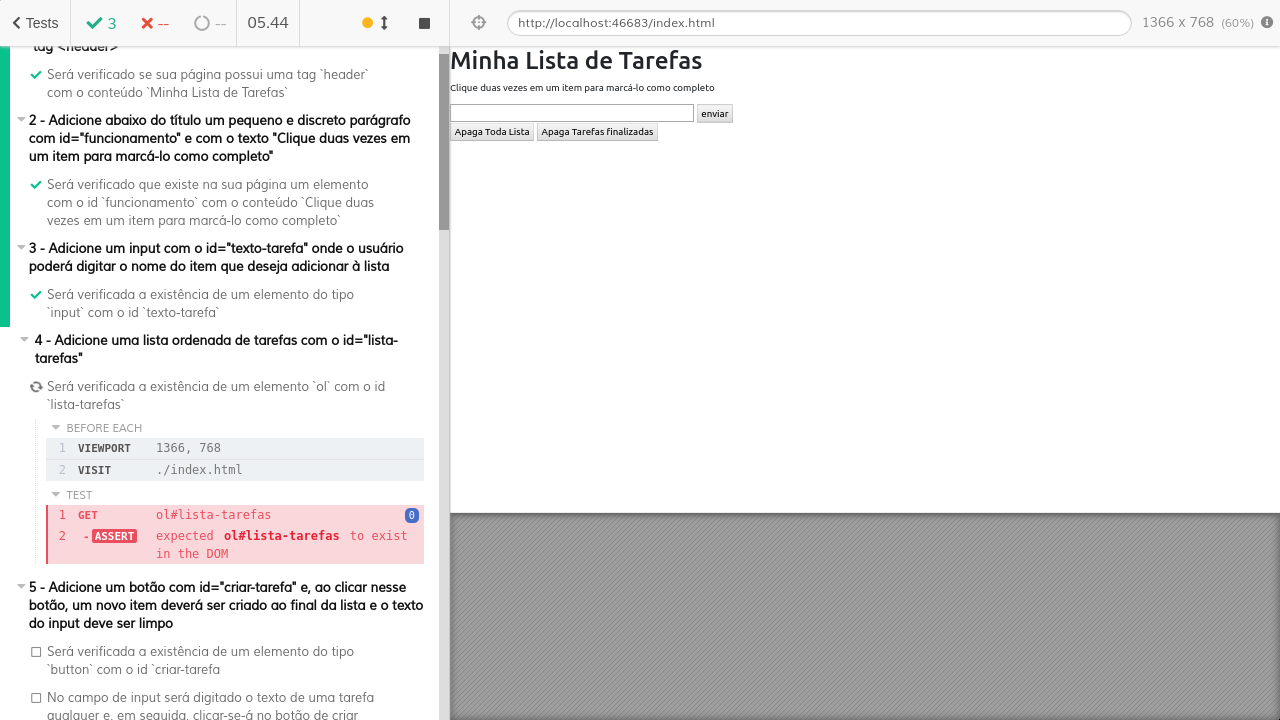 Tests
3
--
--
05.44
http://localhost:46683/index.html
1366 x 768 (60%)
tag <header>
Será verificado se sua página possui uma tag `header`
com o conteúdo `Minha Lista de Tarefas`
2 - Adicione abaixo do título um pequeno e discreto parágrafo
com id="funcionamento" e com o texto "Clique duas vezes em
um item para marcá-lo como completo"
Será verificado que existe na sua página um elemento
com o id `funcionamento` com o conteúdo `Clique duas
vezes em um item para marcá-lo como completo`
3 - Adicione um input com o id="texto-tarefa" onde o usuário
poderá digitar o nome do item que deseja adicionar à lista
Será verificada a existência de um elemento do tipo
`input` com o id `texto-tarefa`
4 - Adicione uma lista ordenada de tarefas com o id="lista-
tarefas"
Será verificada a existência de um elemento `ol` com o id
`lista-tarefas`
BEFORE EACH
1 VIEWPORT 1366, 768
2 VISIT ./index.html
TEST
1 GET ol#lista-tarefas 0
2 -ASSERT expected ol#lista-tarefas to exist
in the DOM
5 - Adicione um botão com id="criar-tarefa" e, ao clicar nesse
botão, um novo item deverá ser criado ao final da lista e o texto
do input deve ser limpo
Será verificada a existência de um elemento do tipo
`button` com o id `criar-tarefa
No campo de input será digitado o texto de uma tarefa
qualquer e, em seguida, clicar-se-á no botão de criar
Minha Lista de Tarefas
Clique duas vezes em um item para marcá-lo como completo
enviar
Apaga Toda Lista
Apaga Tarefas finalizadas